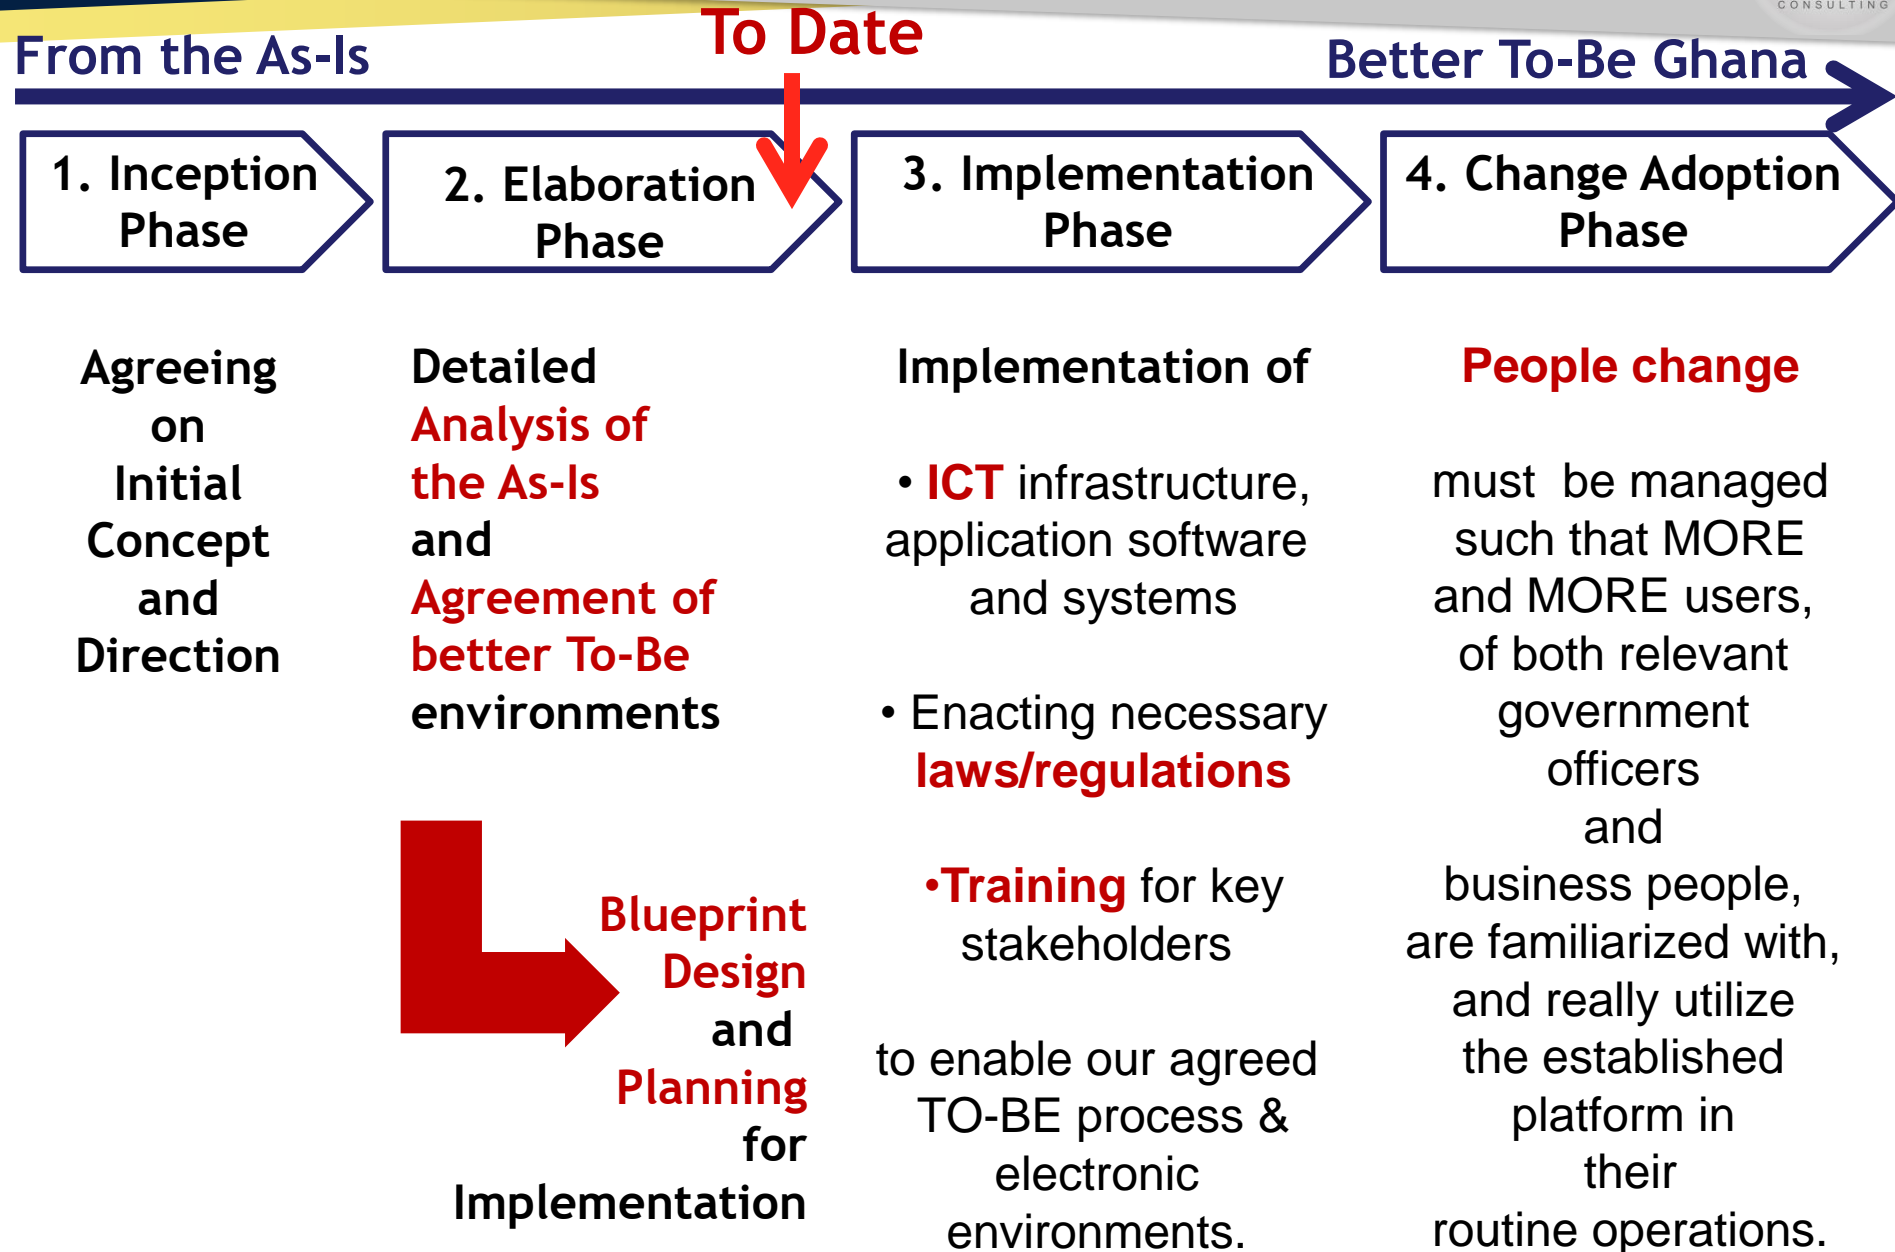 CONSULTING
To Date
From the As-Is
Better To-Be Ghana
1. Inception
Phase
2. Elaboration
Phase
3. Implementation
Phase
4. Change Adoption
Phase
Agreeing
on
Initial
Concept
and
Direction
Detailed
Analysis of
the As-Is
and
Agreement of
better To-Be
environments
Blueprint
Design
and
Planning
for
Implementation
Implementation of
• ICT infrastructure,
application software
and systems
• Enacting necessary
laws/regulations
•Training for key
stakeholders
to enable our agreed
TO-BE process &
electronic
environments.
People change
must be managed
such that MORE
and MORE users,
of both relevant
government
officers
and
business people,
are familiarized with,
and really utilize
the established
platform in
their
routine operations.